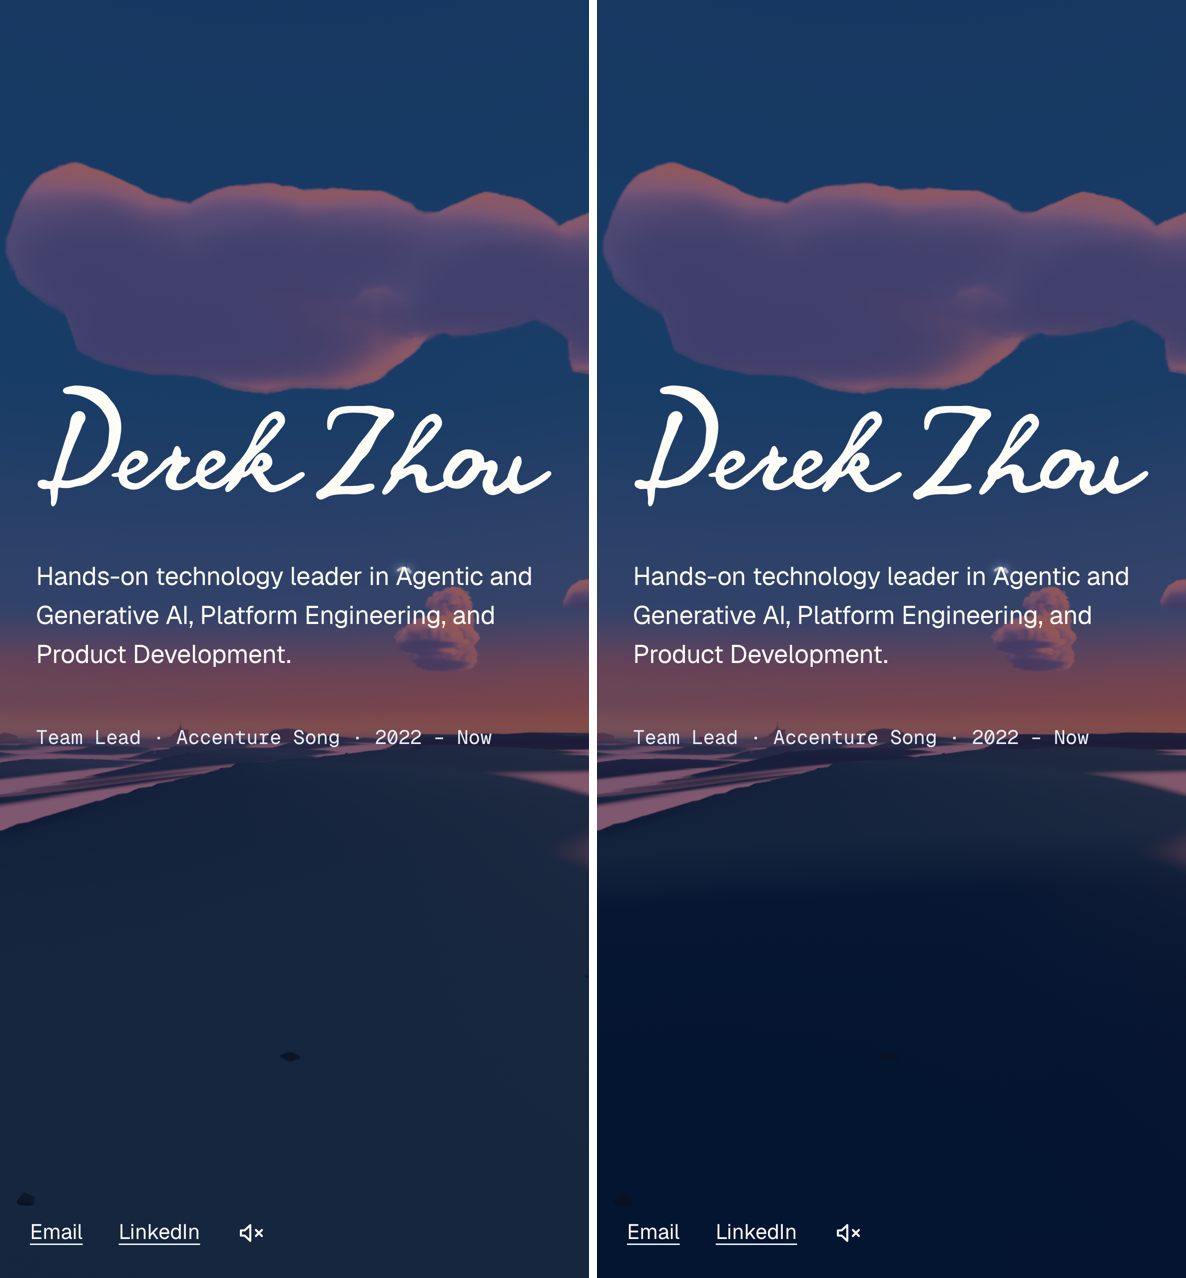 Derek Zhou
Hands-on technology leader in Agentic and
Generative AI, Platform Engineering, and
Product Development.
Team Lead · Accenture Song · 2022 – Now
Email LinkedIn
Derek Zhou
Hands-on technology leader in Agentic and
Generative AI, Platform Engineering, and
Product Development.
Team Lead · Accenture Song · 2022 – Now
Email LinkedIn